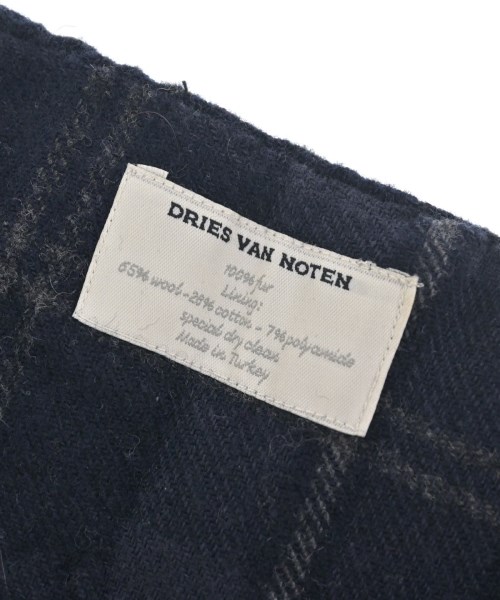 DRIES VAN NOTEN
100% fur
Lining:
65% wool - 28% cotton - 7% polyamide
special dry clean
Made in Turkey